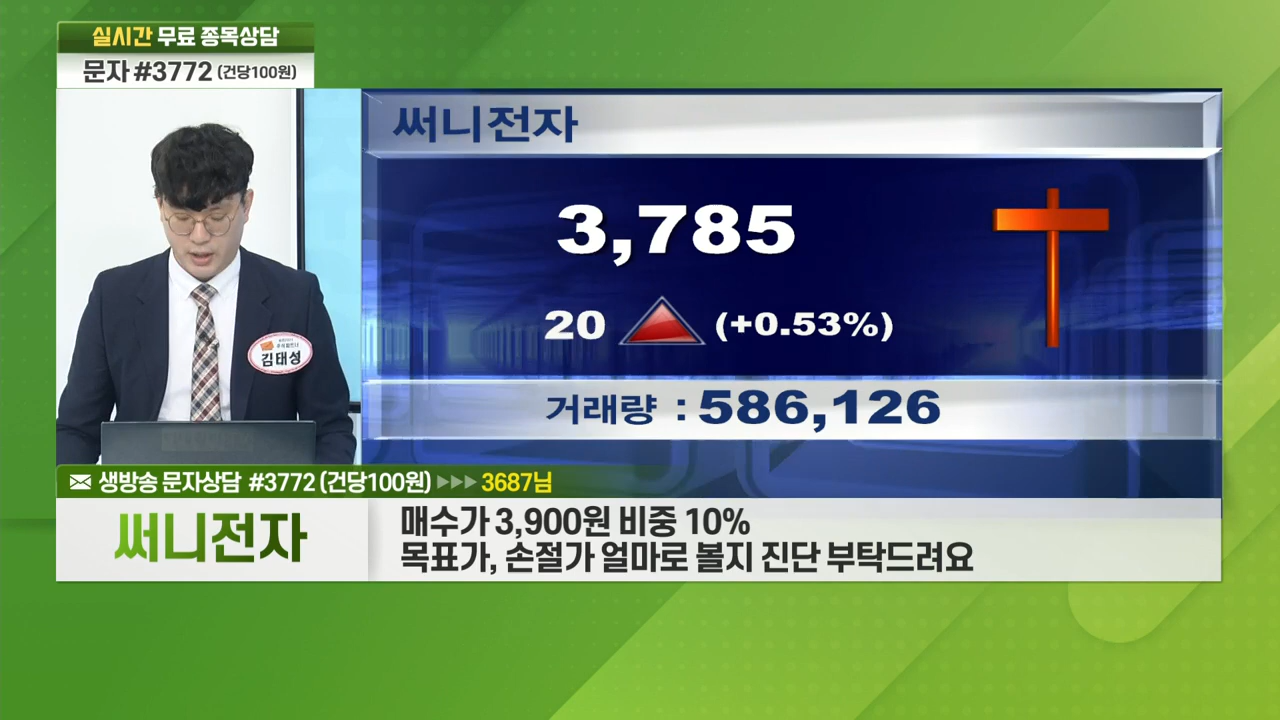 실시간 무료 종목상담
문자 #3772 (건당100원)
써니전자
3,785
20 (+0.53%)
거래량 : 586,126
김태성
생방송 문자상담 #3772 (건당100원) 3687님
써니전자
매수가 3,900원 비중 10%
목표가, 손절가 얼마로 볼지 진단 부탁드려요